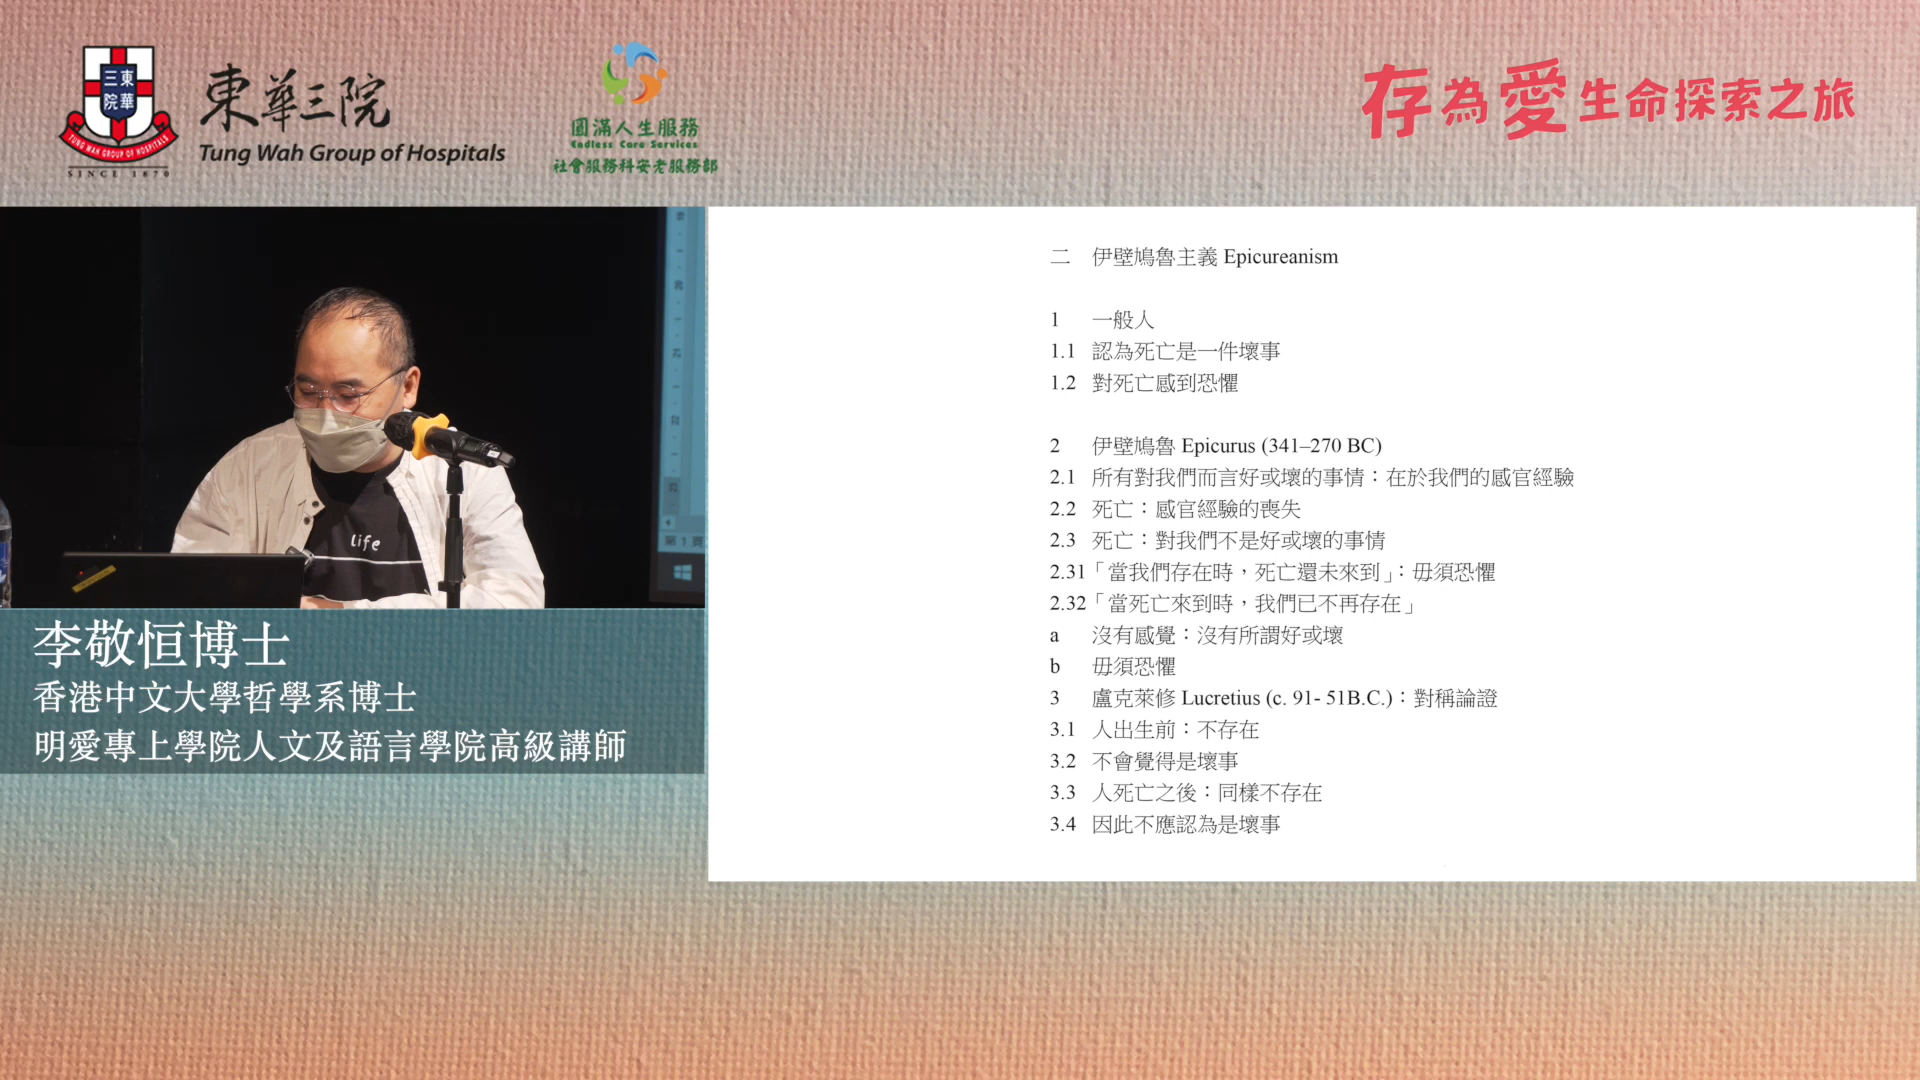 三東
院華
TUNG WAH GROUP OF HOSPITALS
SINCE 1870
東華三院
Tung Wah Group of Hospitals
圓滿人生服務
Endless Care Services
社會服務科安老服務部
存為愛生命探索之旅
life
第1頁
李敬恒博士
香港中文大學哲學系博士
明愛專上學院人文及語言學院高級講師
二 伊壁鳩魯主義 Epicureanism
1 一般人
1.1 認為死亡是一件壞事
1.2 對死亡感到恐懼
2 伊壁鳩魯 Epicurus (341–270 BC)
2.1 所有對我們而言好或壞的事情：在於我們的感官經驗
2.2 死亡：感官經驗的喪失
2.3 死亡：對我們不是好或壞的事情
2.31「當我們存在時，死亡還未來到」：毋須恐懼
2.32「當死亡來到時，我們已不再存在」
a 沒有感覺：沒有所謂好或壞
b 毋須恐懼
3 盧克萊修 Lucretius (c. 91- 51B.C.)：對稱論證
3.1 人出生前：不存在
3.2 不會覺得是壞事
3.3 人死亡之後：同樣不存在
3.4 因此不應認為是壞事